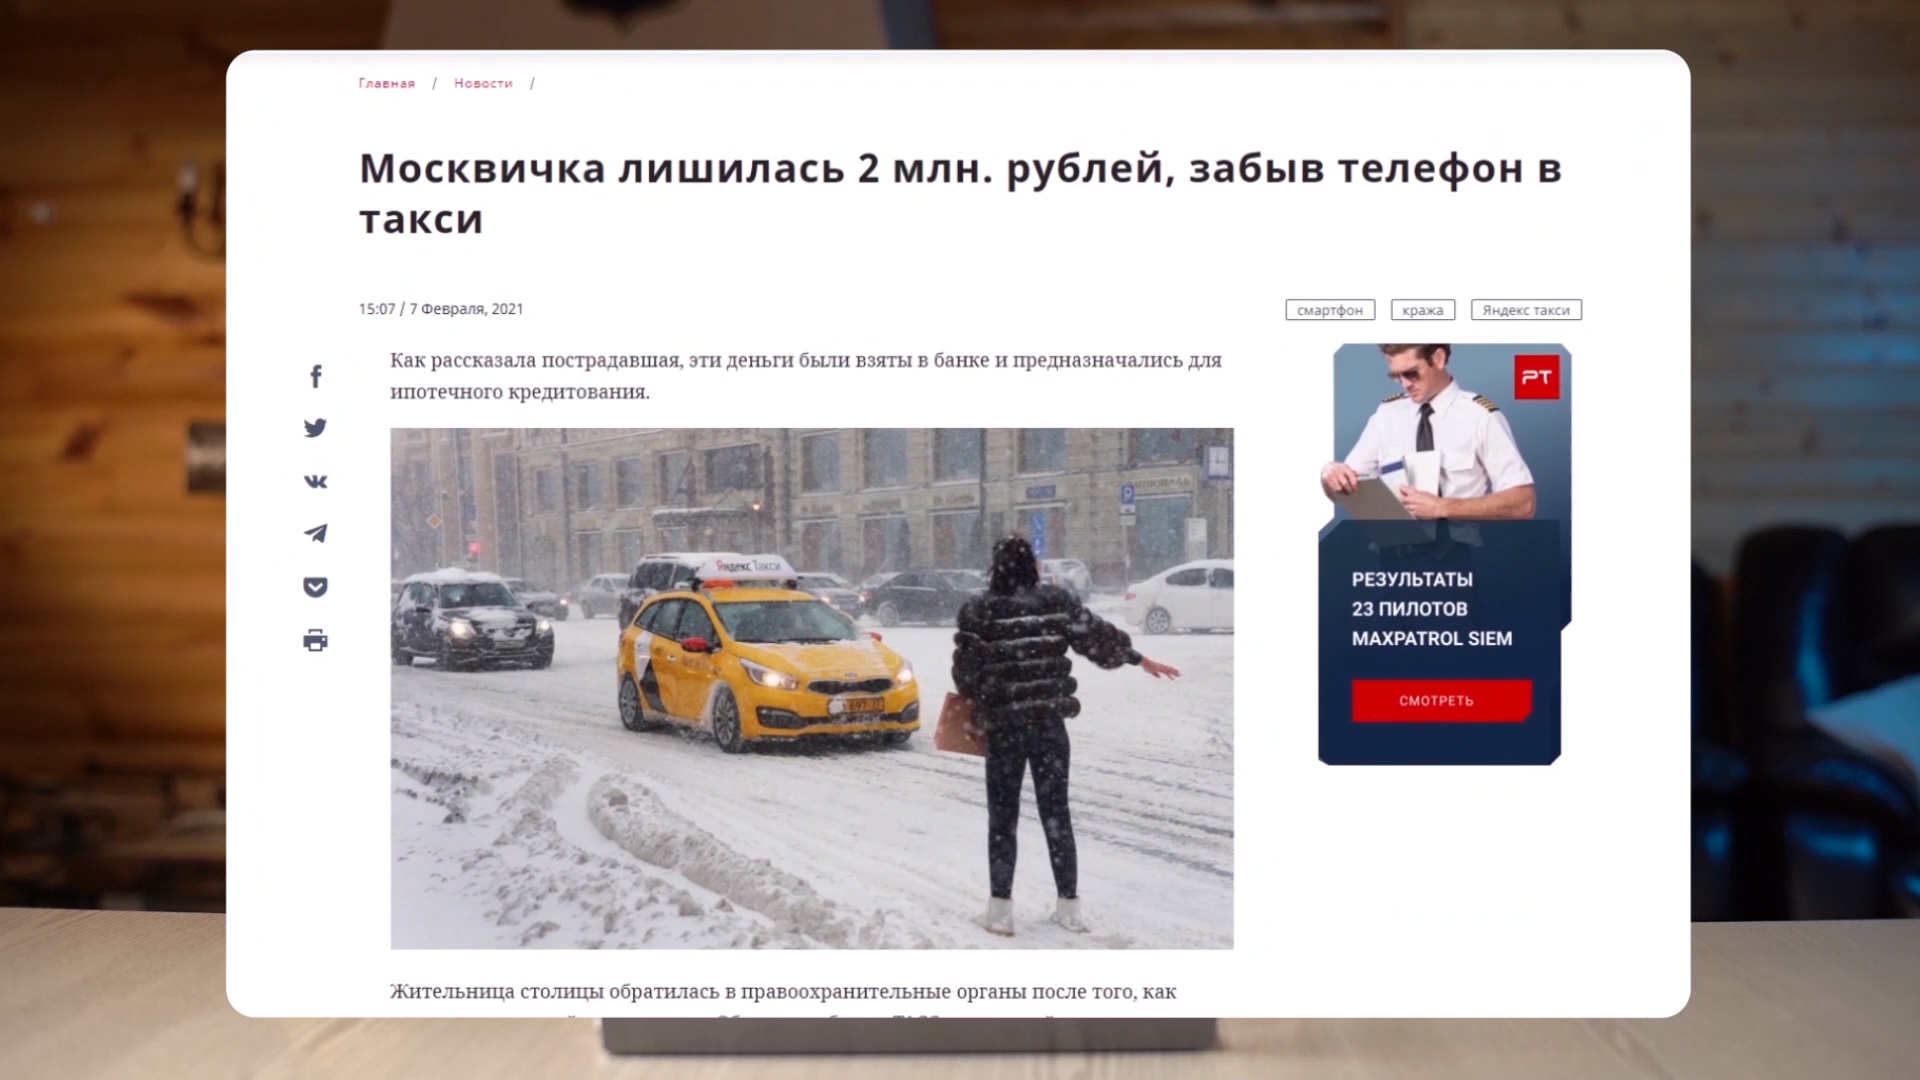 Главная / Новости /
Москвичка лишилась 2 млн. рублей, забыв телефон в
такси
15:07 / 7 Февраля, 2021
смартфон
кража
Яндекс такси
Как рассказала пострадавшая, эти деньги были взяты в банке и предназначались для
ипотечного кредитования.
Яндекс Такси
PT
РЕЗУЛЬТАТЫ
23 ПИЛОТОВ
MAXPATROL SIEM
СМОТРЕТЬ
Жительница столицы обратилась в правоохранительные органы после того, как